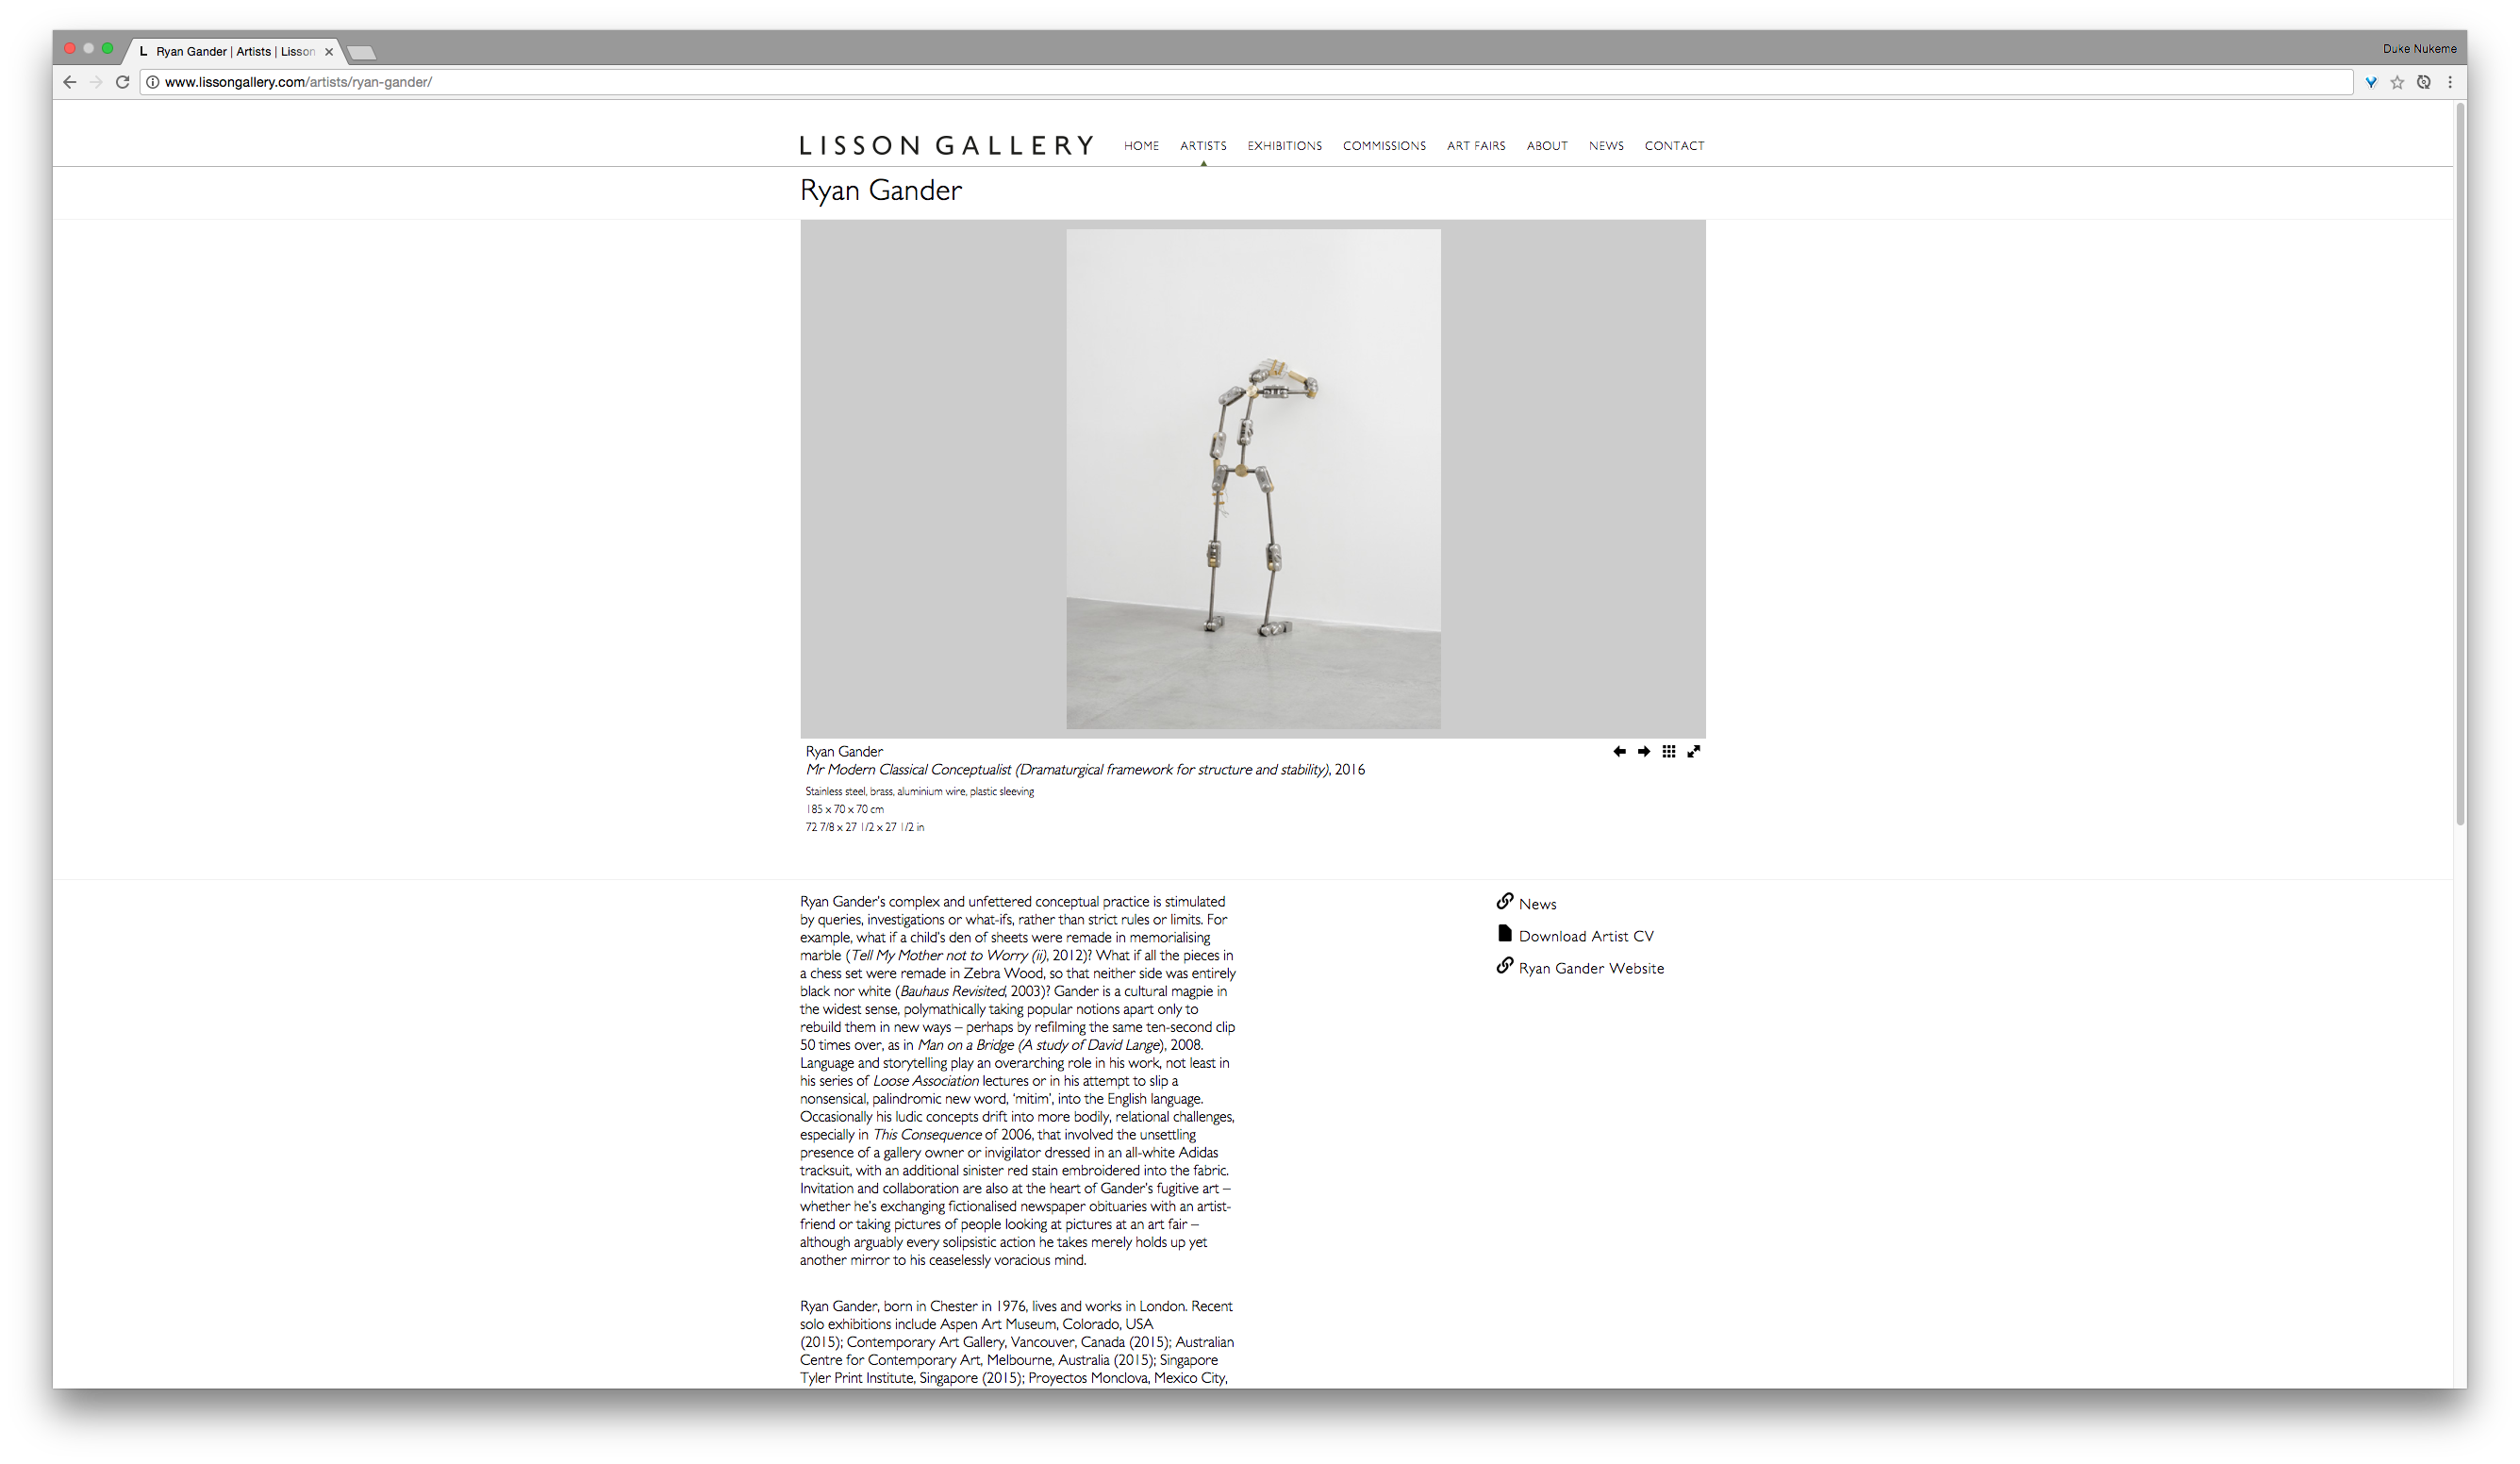 L Ryan Gander | Artists | Lisson
Duke Nukeme
www.lissongallery.com/artists/ryan-gander/
LISSON GALLERY HOME ARTISTS EXHIBITIONS COMMISSIONS ART FAIRS ABOUT NEWS CONTACT
Ryan Gander
Ryan Gander
Mr Modern Classical Conceptualist (Dramaturgical framework for structure and stability), 2016
Stainless steel, brass, aluminium wire, plastic sleeving
185 x 70 x 70 cm
72 7/8 x 27 1/2 x 27 1/2 in
Ryan Gander's complex and unfettered conceptual practice is stimulated
by queries, investigations or what-ifs, rather than strict rules or limits. For
example, what if a child's den of sheets were remade in memorialising
marble (Tell My Mother not to Worry (ii), 2012)? What if all the pieces in
a chess set were remade in Zebra Wood, so that neither side was entirely
black nor white (Bauhaus Revisited, 2003)? Gander is a cultural magpie in
the widest sense, polymathically taking popular notions apart only to
rebuild them in new ways – perhaps by refilming the same ten-second clip
50 times over, as in Man on a Bridge (A study of David Lange), 2008.
Language and storytelling play an overarching role in his work, not least in
his series of Loose Association lectures or in his attempt to slip a
nonsensical, palindromic new word, 'mitim', into the English language.
Occasionally his ludic concepts drift into more bodily, relational challenges,
especially in This Consequence of 2006, that involved the unsettling
presence of a gallery owner or invigilator dressed in an all-white Adidas
tracksuit, with an additional sinister red stain embroidered into the fabric.
Invitation and collaboration are also at the heart of Gander's fugitive art –
whether he's exchanging fictionalised newspaper obituaries with an artist-
friend or taking pictures of people looking at pictures at an art fair –
although arguably every solipsistic action he takes merely holds up yet
another mirror to his ceaselessly voracious mind.
Ryan Gander, born in Chester in 1976, lives and works in London. Recent
solo exhibitions include Aspen Art Museum, Colorado, USA
(2015); Contemporary Art Gallery, Vancouver, Canada (2015); Australian
Centre for Contemporary Art, Melbourne, Australia (2015); Singapore
Tyler Print Institute, Singapore (2015); Proyectos Monclova, Mexico City,
News
Download Artist CV
Ryan Gander Website